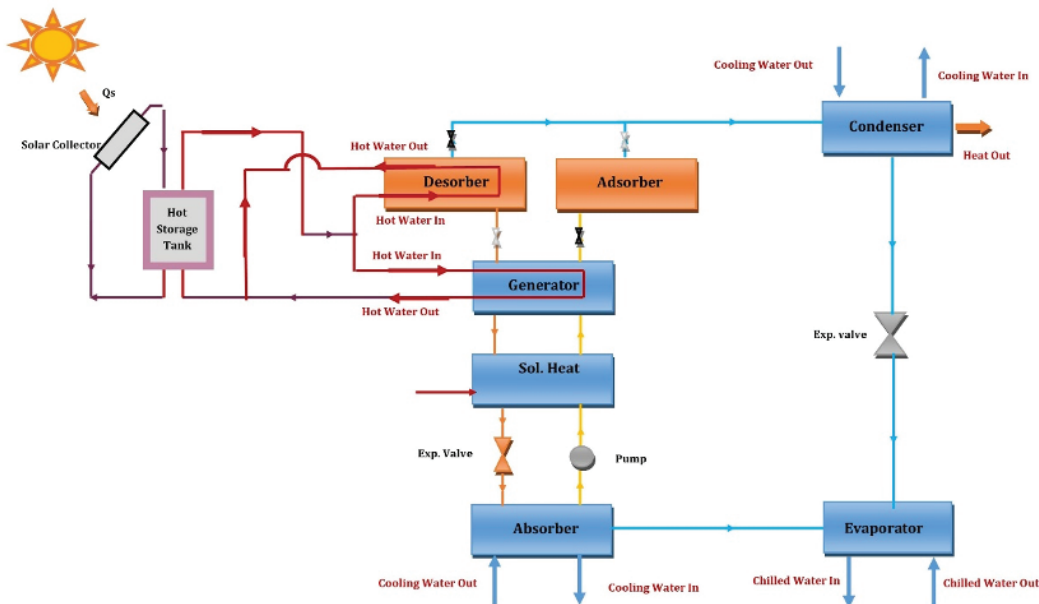 Cooling Water Out
Cooling Water In
Qs
Solar Collector
Condenser
Heat Out
Hot Water Out
Desorber
Adsorber
Hot Water In
Hot
Storage
Tank
Hot Water In
Generator
Hot Water Out
Exp. valve
Sol. Heat
Exp. Valve
Pump
Absorber
Evaporator
Cooling Water Out
Cooling Water In
Chilled Water In
Chilled Water Out